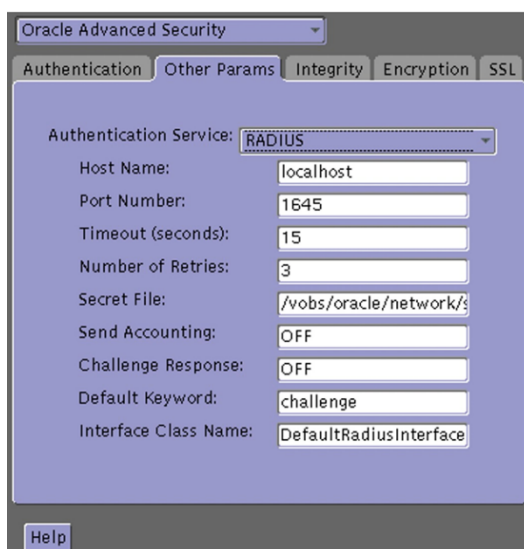 Oracle Advanced Security
Authentication Other Params Integrity Encryption SSL
Authentication Service: RADIUS
Host Name: localhost
Port Number: 1645
Timeout (seconds): 15
Number of Retries: 3
Secret File: /vobs/oracle/network/s
Send Accounting: OFF
Challenge Response: OFF
Default Keyword: challenge
Interface Class Name: DefaultRadiusInterface
Help